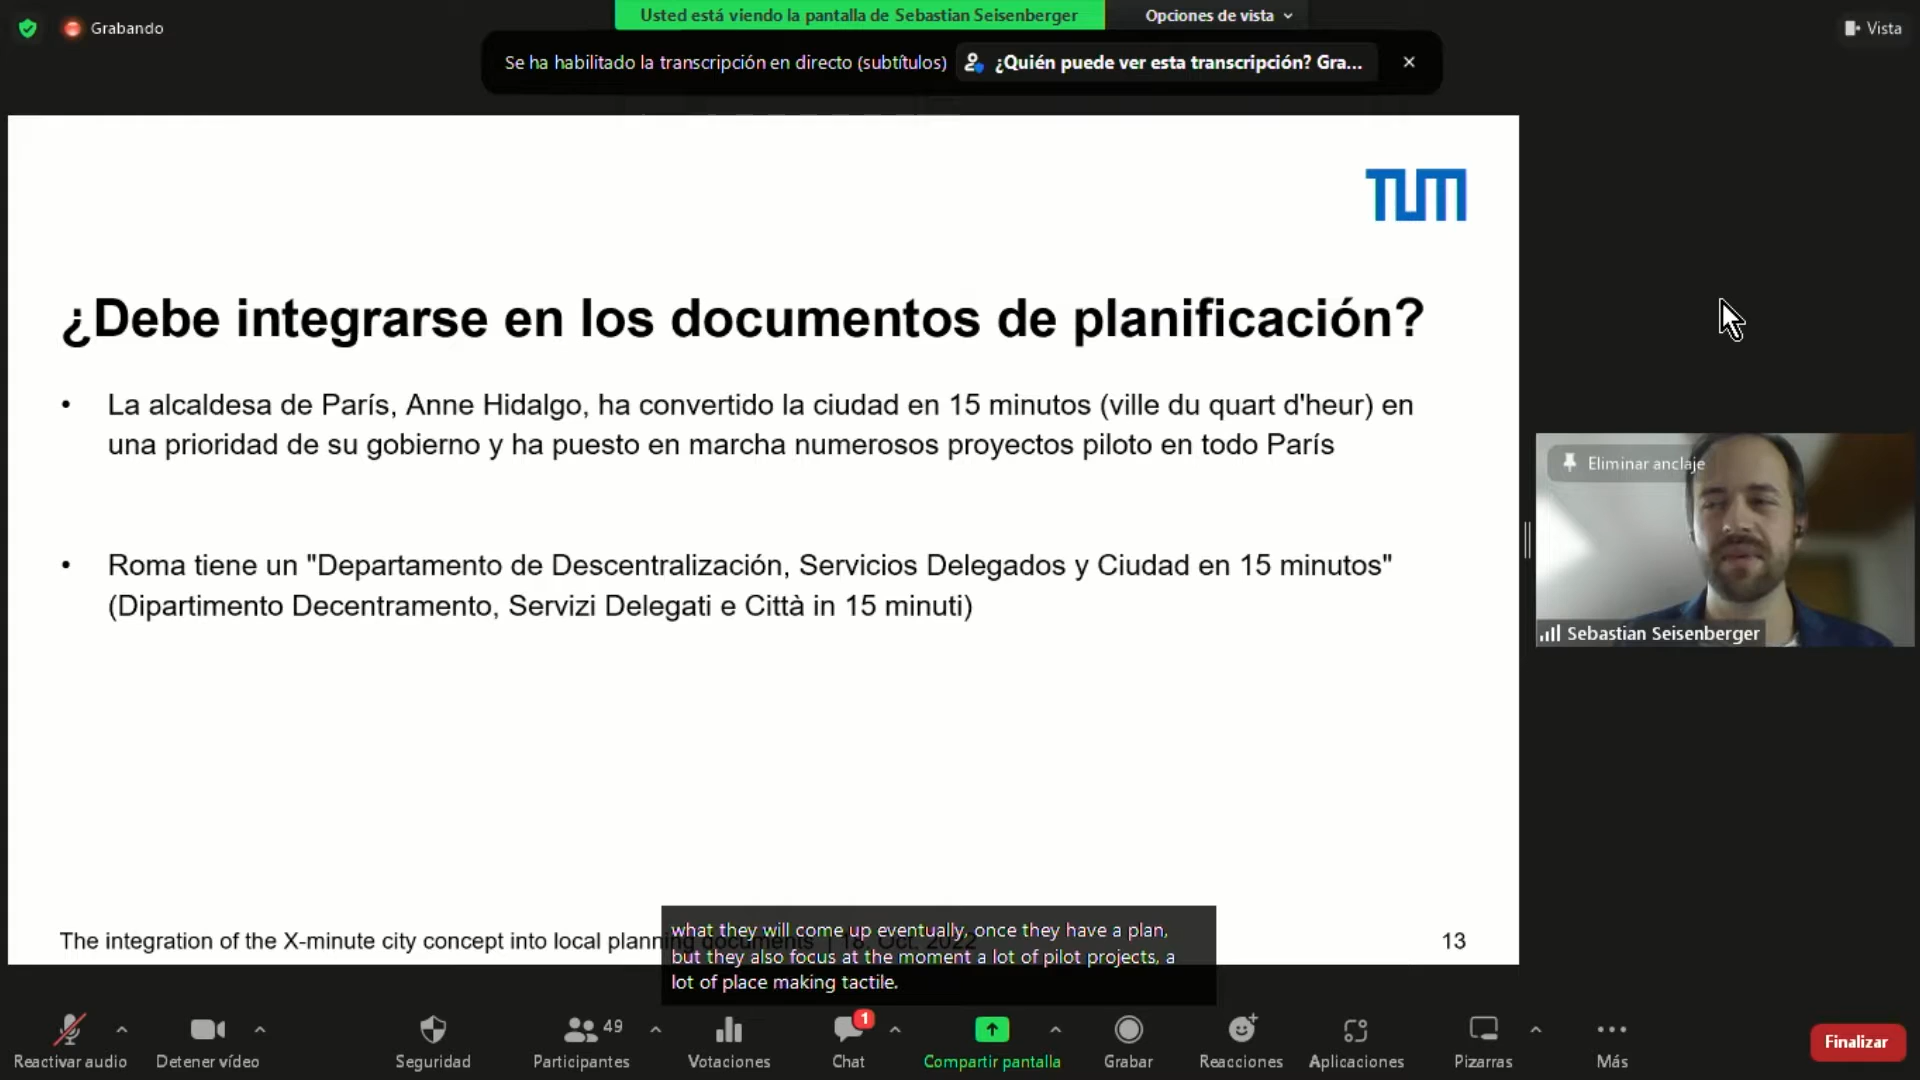 Grabando
Usted está viendo la pantalla de Sebastian Seisenberger
Opciones de vista
Vista
Se ha habilitado la transcripción en directo (subtítulos)
¿Quién puede ver esta transcripción? Gra...
TUM
¿Debe integrarse en los documentos de planificación?
• La alcaldesa de París, Anne Hidalgo, ha convertido la ciudad en 15 minutos (ville du quart d'heur) en
una prioridad de su gobierno y ha puesto en marcha numerosos proyectos piloto en todo París
• Roma tiene un "Departamento de Descentralización, Servicios Delegados y Ciudad en 15 minutos"
(Dipartimento Decentramento, Servizi Delegati e Città in 15 minuti)
Eliminar anclaje
Sebastian Seisenberger
The integration of the X-minute city concept into local planning documents | 18. Oct. 2022
13
what they will come up eventually, once they have a plan,
but they also focus at the moment a lot of pilot projects, a
lot of place making tactile.
Reactivar audio
Detener vídeo
Seguridad
49
Participantes
Votaciones
1
Chat
Compartir pantalla
Grabar
Reacciones
Aplicaciones
Pizarras
Más
Finalizar